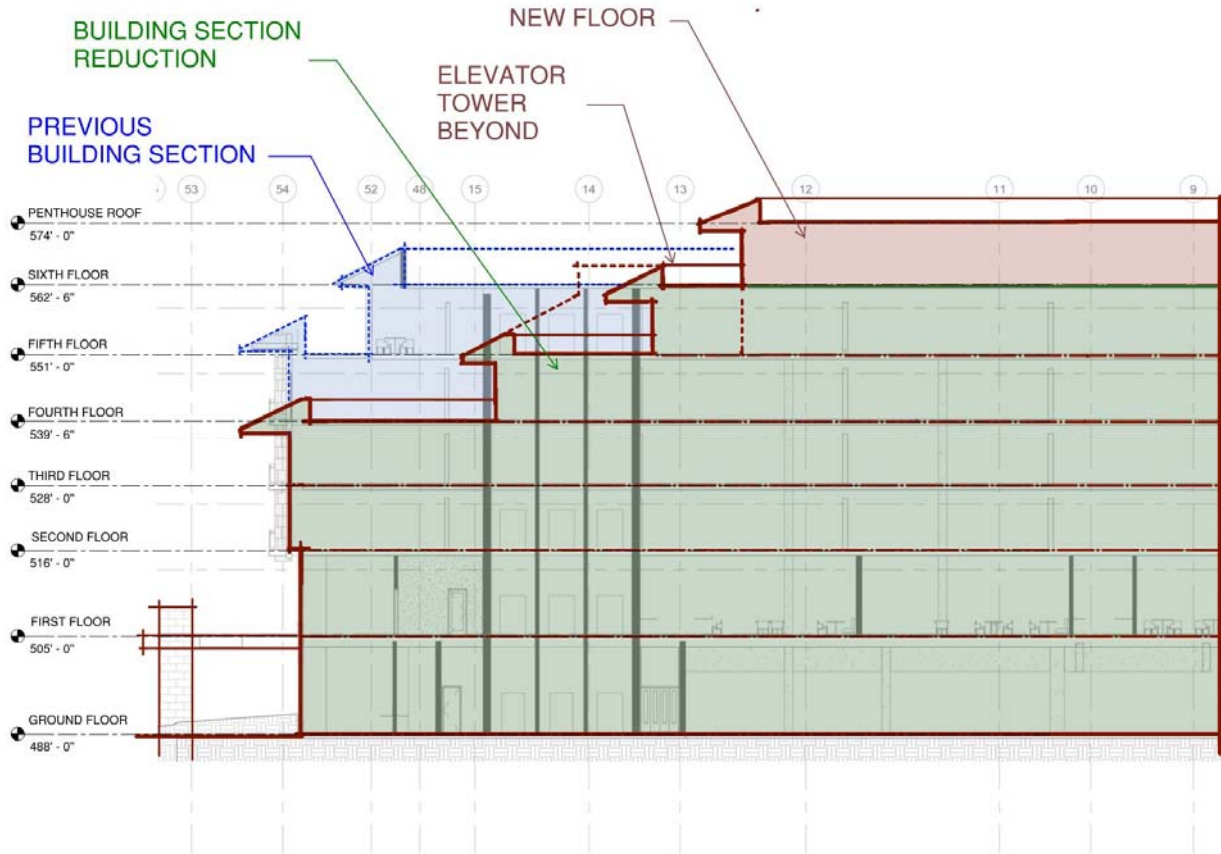 NEW FLOOR
BUILDING SECTION
REDUCTION
ELEVATOR
TOWER
BEYOND
PREVIOUS
BUILDING SECTION
53 54 52 48 15 14 13 12 11 10 9
PENTHOUSE ROOF
574' - 0"
SIXTH FLOOR
562' - 6"
FIFTH FLOOR
551' - 0"
FOURTH FLOOR
539' - 6"
THIRD FLOOR
528' - 0"
SECOND FLOOR
516' - 0"
FIRST FLOOR
505' - 0"
GROUND FLOOR
488' - 0"